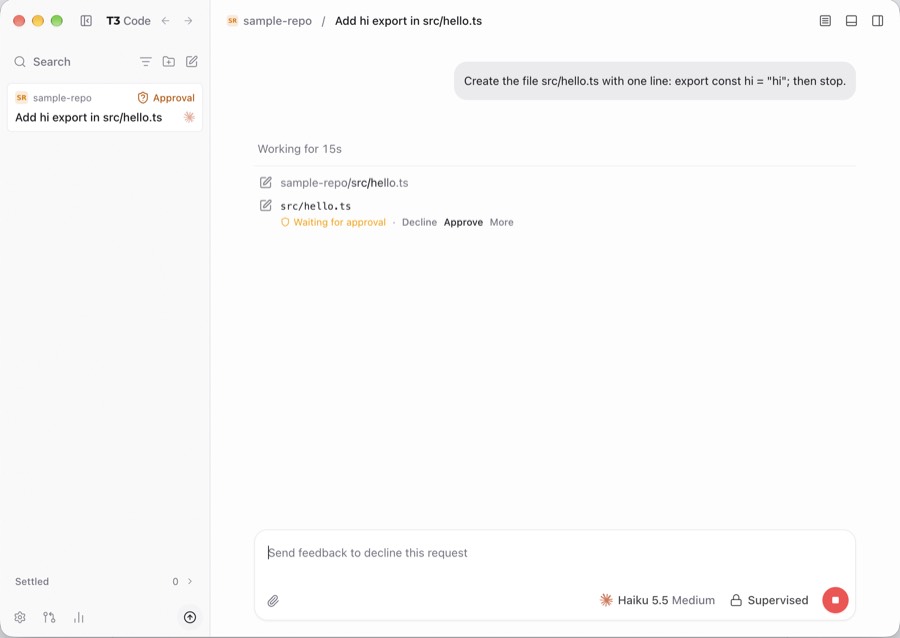 T3 Code
SR sample-repo / Add hi export in src/hello.ts
Search
SR sample-repo Approval
Add hi export in src/hello.ts
Create the file src/hello.ts with one line: export const hi = "hi"; then stop.
Working for 15s
sample-repo/src/hello.ts
src/hello.ts
Waiting for approval · Decline Approve More
Send feedback to decline this request
Haiku 5.5 Medium Supervised
Settled 0